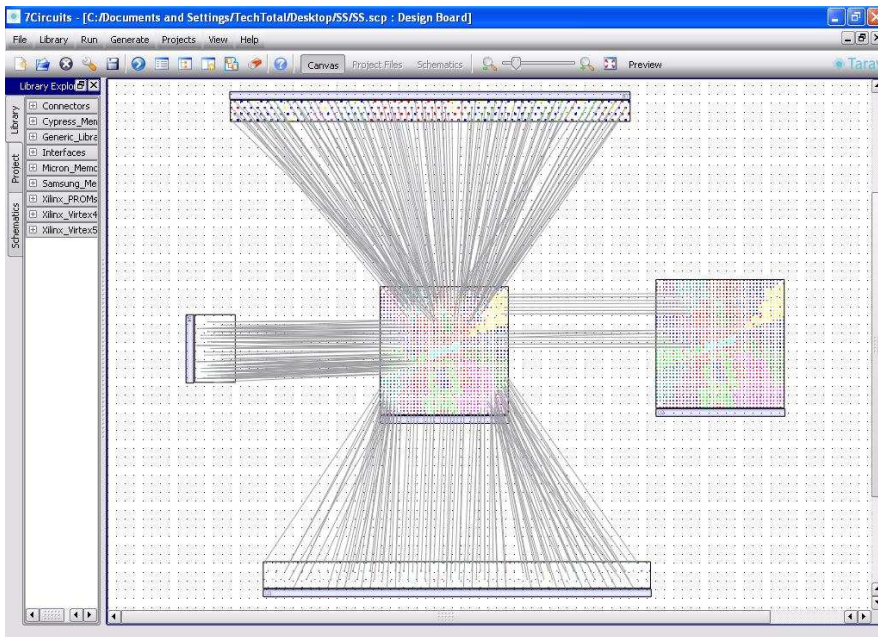 7Circuits - [C:/Documents and Settings/TechTotal/Desktop/SS/SS.scp : Design Board]
File Library Run Generate Projects View Help
Canvas Project Files Schematics Preview Taray
Library Explo
Library
Project
Schematics
Connectors
Cypress_Men
Generic_Libra
Interfaces
Micron_Memc
Samsung_Me
Xilinx_PROMs
Xilinx_Virtex4
Xilinx_Virtex5